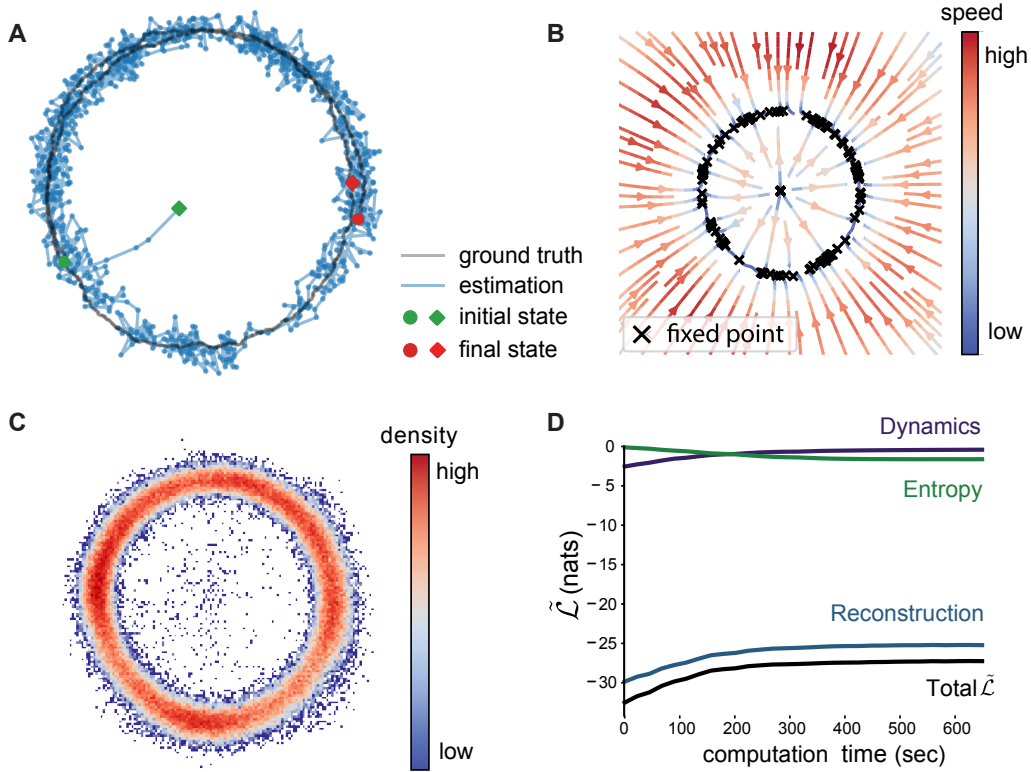 A
ground truth
estimation
initial state
final state
B
speed
high
low
fixed point
C
density
high
low
D
Dynamics
Entropy
Reconstruction
Total ℒ̃
ℒ̃ (nats)
0
−5
−10
−15
−20
−25
−30
0 100 200 300 400 500 600
computation time (sec)